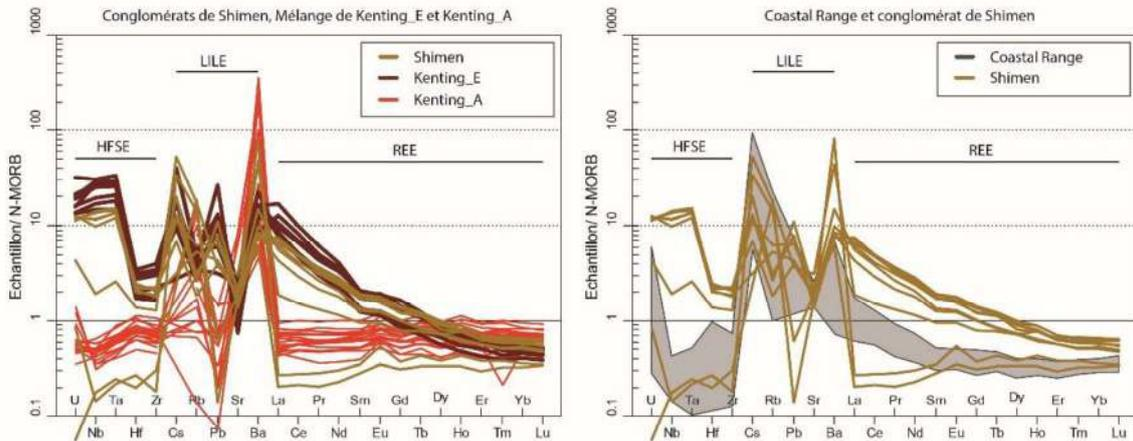 Conglomérats de Shimen, Mélange de Kenting_E et Kenting_A
1000
100
10
1
0.1
Echantillon/ N-MORB
LILE
HFSE
REE
Shimen
Kenting_E
Kenting_A
U Ta Zr Rb Sr La Pr Sm Gd Dy Er Yb
Nb Hf Cs Pb Ba Ce Nd Eu Tb Ho Tm Lu
Coastal Range et conglomérat de Shimen
1000
100
10
1
0.1
Echantillon/ N-MORB
LILE
HFSE
REE
Coastal Range
Shimen
U Ta Zr Rb Sr La Pr Sm Gd Dy Er Yb
Nb Hf Cs Pb Ba Ce Nd Eu Tb Ho Tm Lu